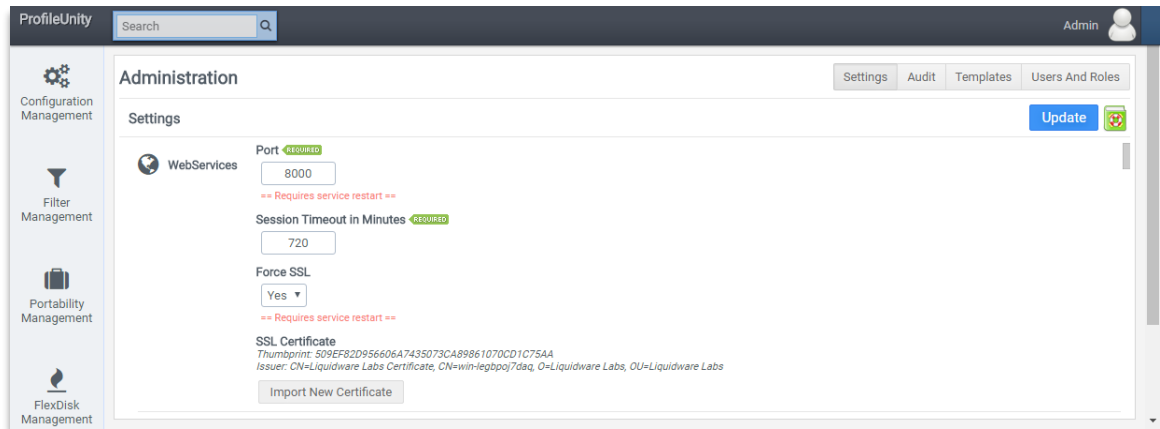 ProfileUnity
Search
Admin
Configuration
Management
Filter
Management
Portability
Management
FlexDisk
Management
Administration
Settings Audit Templates Users And Roles
Settings
Update
WebServices
Port REQUIRED
8000
== Requires service restart ==
Session Timeout in Minutes REQUIRED
720
Force SSL
Yes
== Requires service restart ==
SSL Certificate
Thumbprint: 509EF82D956606A7435073CA89861070CD1C75AA
Issuer: CN=Liquidware Labs Certificate, CN=win-legbpoj7daq, O=Liquidware Labs, OU=Liquidware Labs
Import New Certificate